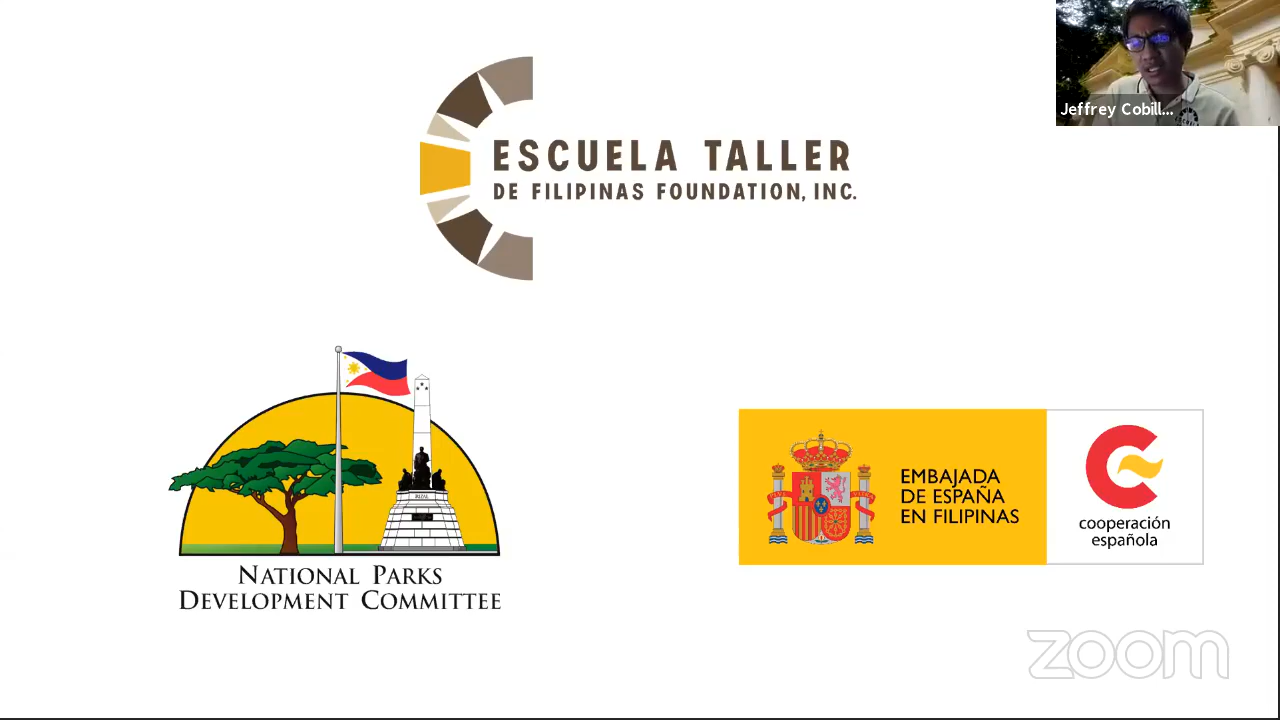 Jeffrey Cobill...
ESCUELA TALLER
DE FILIPINAS FOUNDATION, INC.
RIZAL
NATIONAL PARKS
DEVELOPMENT COMMITTEE
EMBAJADA
DE ESPAÑA
EN FILIPINAS
cooperación
española
zoom